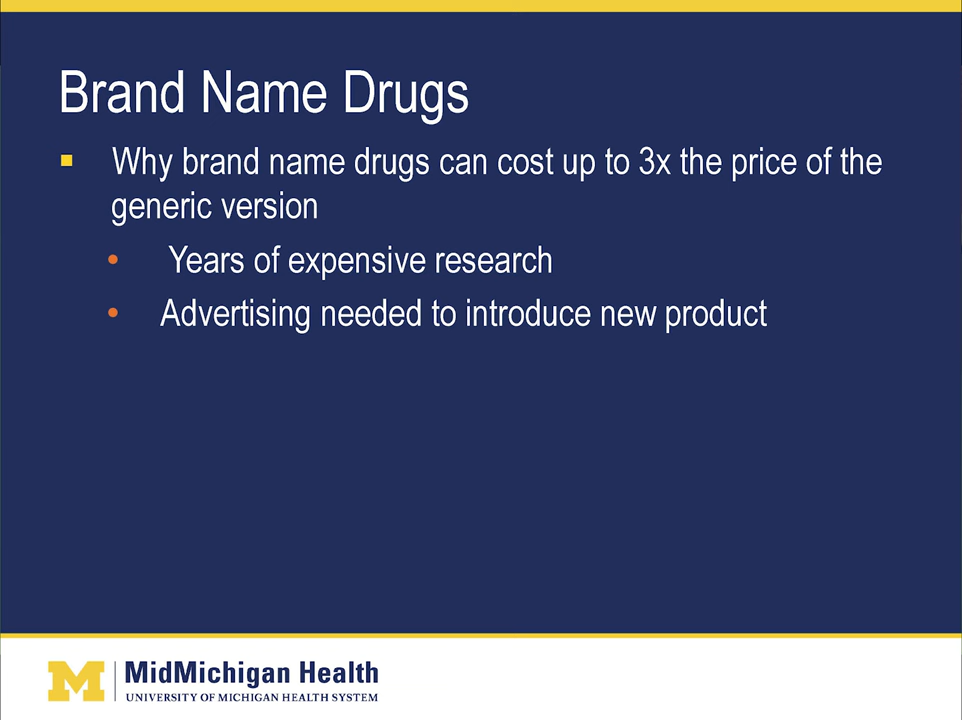 Brand Name Drugs
Why brand name drugs can cost up to 3x the price of the
generic version
Years of expensive research
Advertising needed to introduce new product
M
MidMichigan Health
UNIVERSITY OF MICHIGAN HEALTH SYSTEM